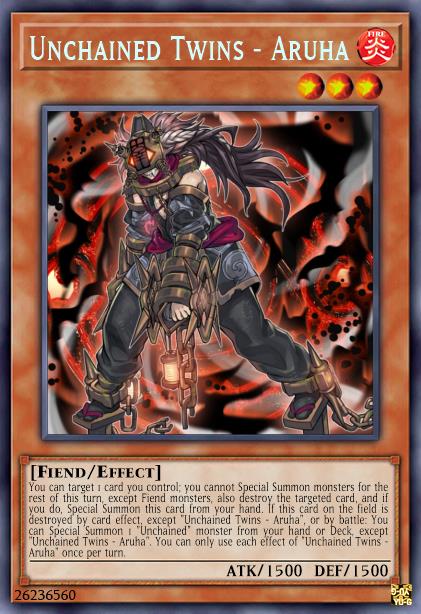 Unchained Twins - Aruha
FIRE
炎
[Fiend/Effect]
You can target 1 card you control; you cannot Special Summon monsters for the
rest of this turn, except Fiend monsters, also destroy the targeted card, and if
you do, Special Summon this card from your hand. If this card on the field is
destroyed by card effect, except "Unchained Twins - Aruha", or by battle: You
can Special Summon 1 "Unchained" monster from your hand or Deck, except
"Unchained Twins - Aruha". You can only use each effect of "Unchained Twins -
Aruha" once per turn.
ATK/1500 DEF/1500
26236560